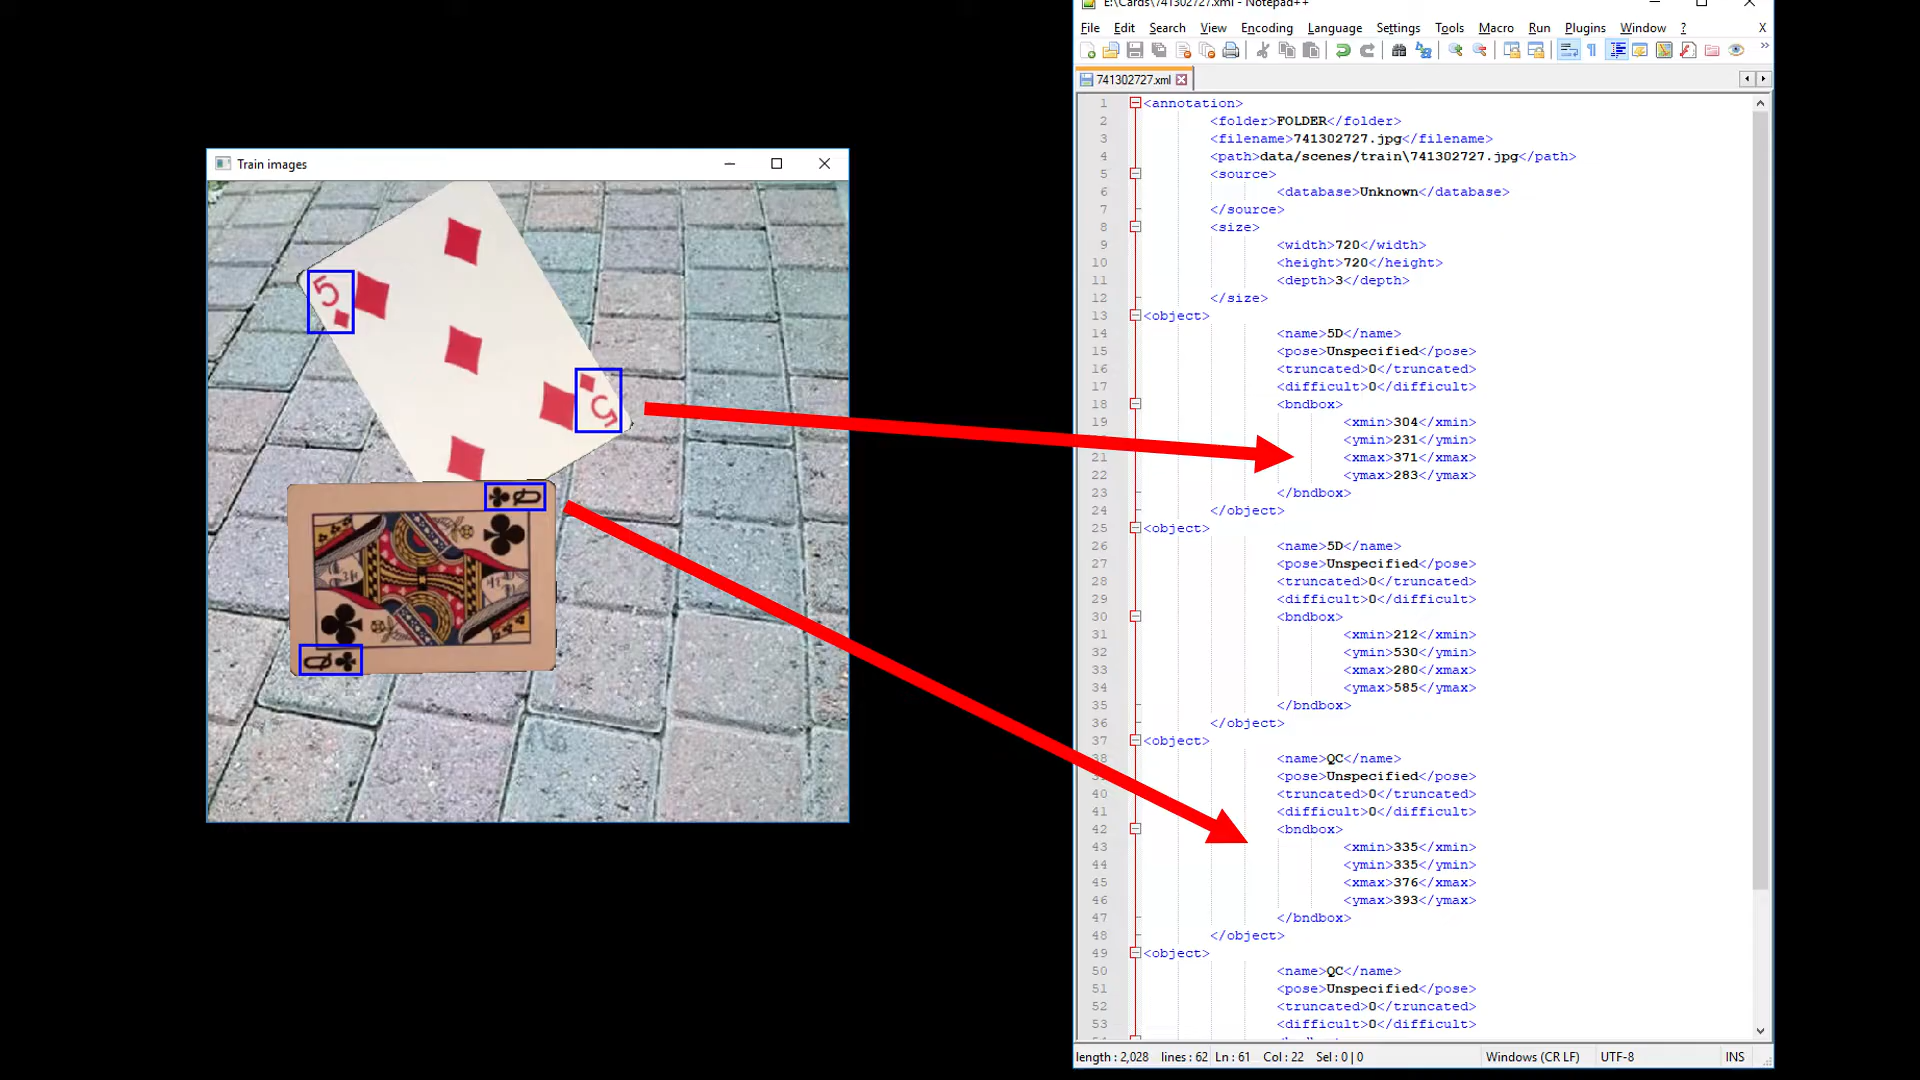 Train images
5
5
Q
Q
E:\Cards\741302727.xml - Notepad++
File Edit Search View Encoding Language Settings Tools Macro Run Plugins Window ? X
741302727.xml
1 <annotation>
2 <folder>FOLDER</folder>
3 <filename>741302727.jpg</filename>
4 <path>data/scenes/train\741302727.jpg</path>
5 <source>
6 <database>Unknown</database>
7 </source>
8 <size>
9 <width>720</width>
10 <height>720</height>
11 <depth>3</depth>
12 </size>
13 <object>
14 <name>5D</name>
15 <pose>Unspecified</pose>
16 <truncated>0</truncated>
17 <difficult>0</difficult>
18 <bndbox>
19 <xmin>304</xmin>
<ymin>231</ymin>
21 <xmax>371</xmax>
22 <ymax>283</ymax>
23 </bndbox>
24 </object>
25 <object>
26 <name>5D</name>
27 <pose>Unspecified</pose>
28 <truncated>0</truncated>
29 <difficult>0</difficult>
30 <bndbox>
31 <xmin>212</xmin>
32 <ymin>530</ymin>
33 <xmax>280</xmax>
34 <ymax>585</ymax>
35 </bndbox>
36 </object>
37 <object>
38 <name>QC</name>
<pose>Unspecified</pose>
40 <truncated>0</truncated>
41 <difficult>0</difficult>
42 <bndbox>
43 <xmin>335</xmin>
44 <ymin>335</ymin>
45 <xmax>376</xmax>
46 <ymax>393</ymax>
47 </bndbox>
48 </object>
49 <object>
50 <name>QC</name>
51 <pose>Unspecified</pose>
52 <truncated>0</truncated>
53 <difficult>0</difficult>
length : 2,028 lines : 62 Ln : 61 Col : 22 Sel : 0 | 0 Windows (CR LF) UTF-8 INS